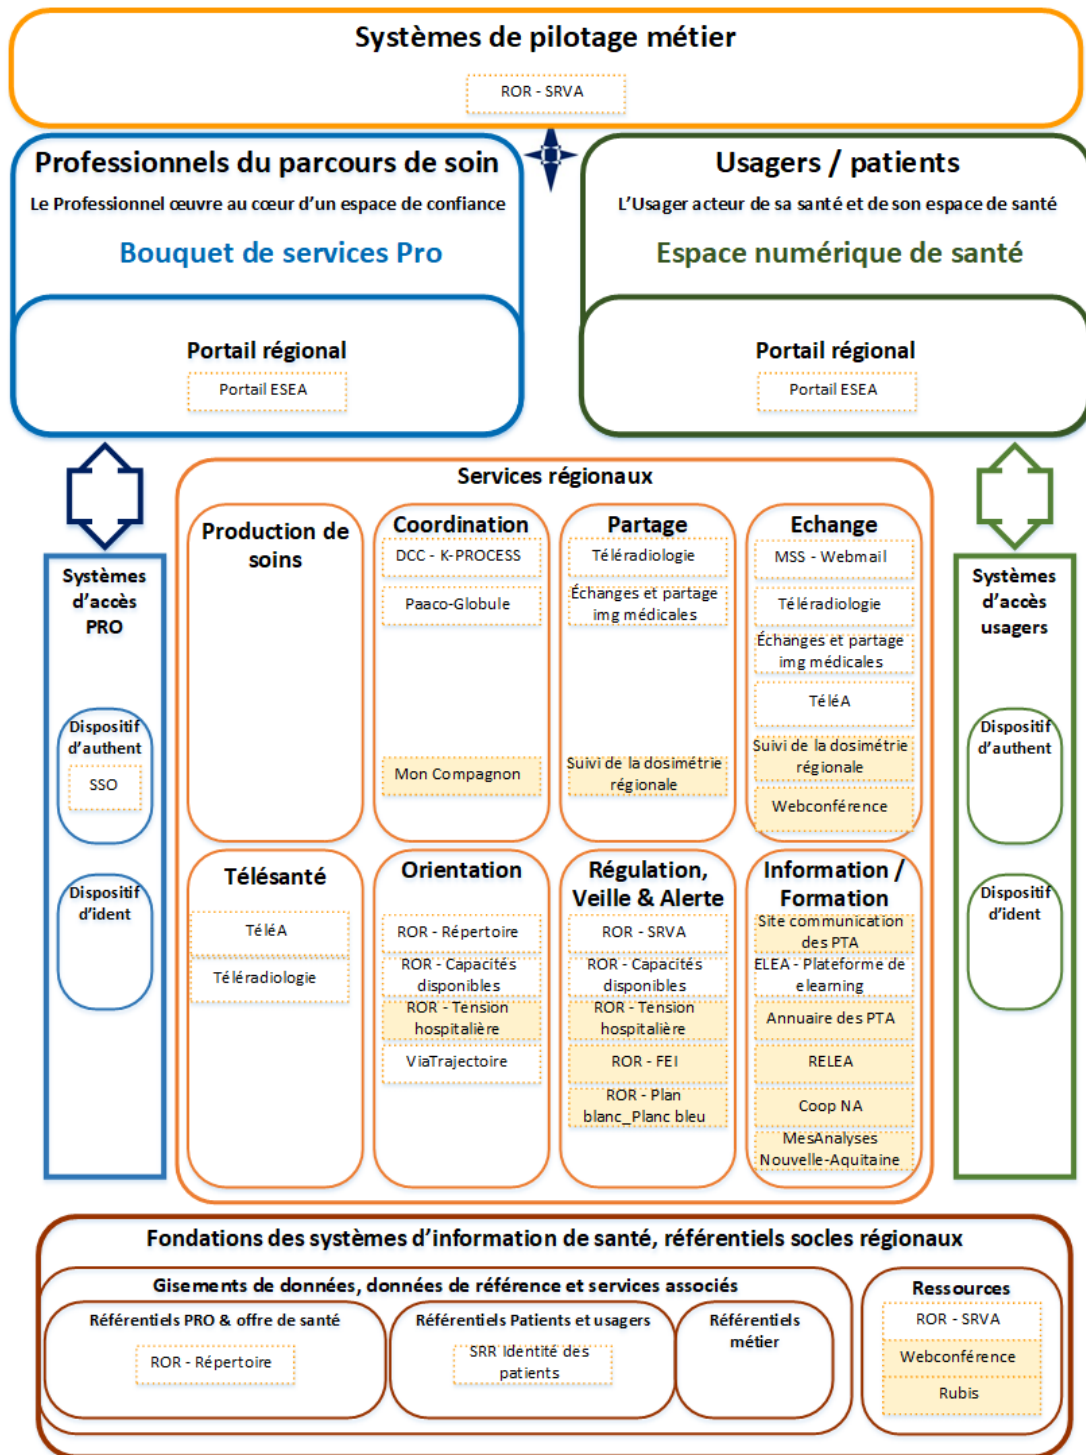 Systèmes de pilotage métier
ROR - SRVA
Professionnels du parcours de soin
Le Professionnel œuvre au cœur d’un espace de confiance
Bouquet de services Pro
Portail régional
Portail ESEA
Usagers / patients
L’Usager acteur de sa santé et de son espace de santé
Espace numérique de santé
Portail régional
Portail ESEA
Systèmes
d’accès
PRO
Dispositif
d’authent
SSO
Dispositif
d’ident
Services régionaux
Production de
soins
Coordination
DCC - K-PROCESS
Paaco-Globule
Mon Compagnon
Partage
Téléradiologie
Échanges et partage
img médicales
Suivi de la dosimétrie
régionale
Echange
MSS - Webmail
Téléradiologie
Échanges et partage
img médicales
TéléA
Suivi de la dosimétrie
régionale
Webconférence
Télésanté
TéléA
Téléradiologie
Orientation
ROR - Répertoire
ROR - Capacités
disponibles
ROR - Tension
hospitalière
ViaTrajectoire
Régulation,
Veille & Alerte
ROR - SRVA
ROR - Capacités
disponibles
ROR - Tension
hospitalière
ROR - FEI
ROR - Plan
blanc_Planc bleu
Information /
Formation
Site communication
des PTA
ELEA - Plateforme de
elearning
Annuaire des PTA
RELEA
Coop NA
MesAnalyses
Nouvelle-Aquitaine
Systèmes
d’accès
usagers
Dispositif
d’authent
Dispositif
d’ident
Fondations des systèmes d’information de santé, référentiels socles régionaux
Gisements de données, données de référence et services associés
Référentiels PRO & offre de santé
ROR - Répertoire
Référentiels Patients et usagers
SRR Identité des
patients
Référentiels
métier
Ressources
ROR - SRVA
Webconférence
Rubis